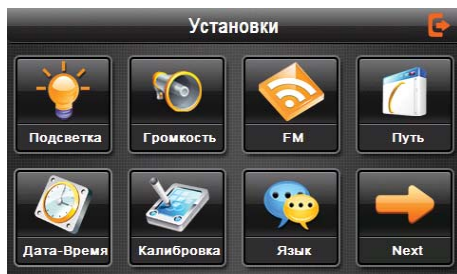 Установки
Подсветка Громкость FM Путь
Дата-Время Калибровка Язык Next